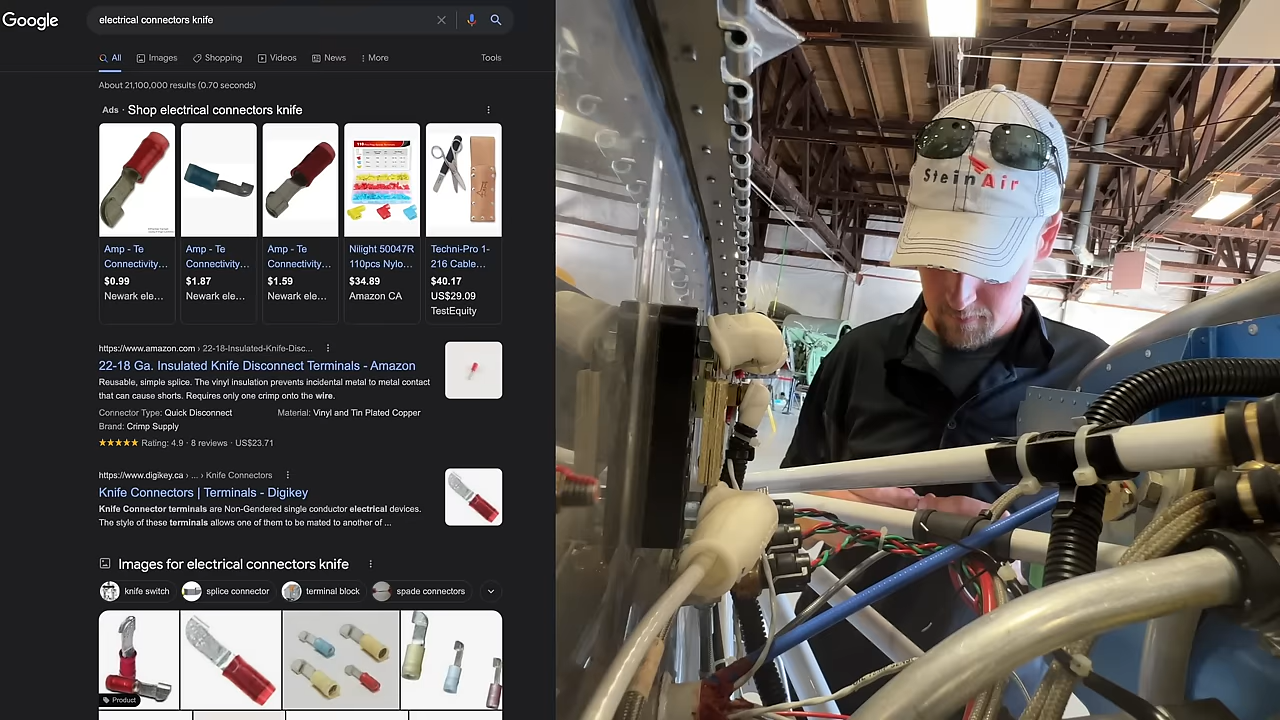 Google
electrical connectors knife
All
Images
Shopping
Videos
News
More
Tools
About 21,100,000 results (0.70 seconds)
Ads · Shop electrical connectors knife
Amp - Te Connectivity…
$0.99
Newark ele…
Amp - Te Connectivity…
$1.87
Newark ele…
Amp - Te Connectivity…
$1.59
Newark ele…
Nilight 50047R 110pcs Nylo…
$34.89
Amazon CA
Techni-Pro 1-216 Cable…
$40.17
US$29.09
TestEquity
https://www.amazon.com › 22-18-Insulated-Knife-Disc...
22-18 Ga. Insulated Knife Disconnect Terminals - Amazon
Reusable, simple splice. The vinyl insulation prevents incidental metal to metal contact
that can cause shorts. Requires only one crimp onto the wire.
Connector Type: Quick Disconnect
Material: Vinyl and Tin Plated Copper
Brand: Crimp Supply
Rating: 4.9 · 8 reviews · US$23.71
https://www.digikey.ca › ... › Knife Connectors
Knife Connectors | Terminals - Digikey
Knife Connector terminals are Non-Gendered single conductor electrical devices.
The style of these terminals allows one of them to be mated to another of ...
Images for electrical connectors knife
knife switch
splice connector
terminal block
spade connectors
Product
SteinAir